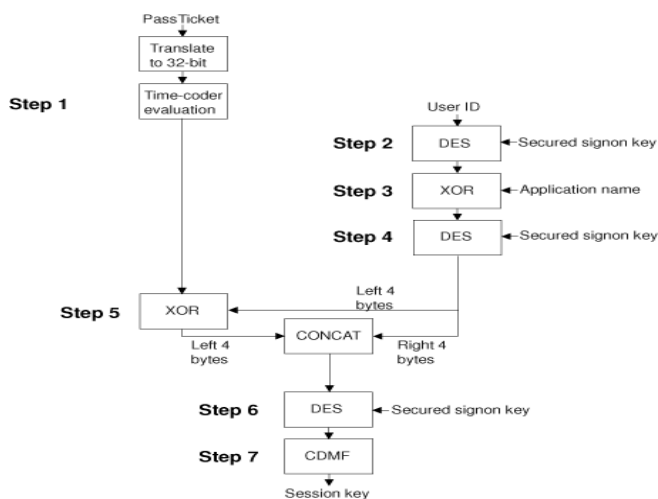 PassTicket
Translate
to 32-bit
Step 1
Time-coder
evaluation
User ID
Step 2
DES
Secured signon key
Step 3
XOR
Application name
Step 4
DES
Secured signon key
Left 4
bytes
Step 5
XOR
Left 4
bytes
CONCAT
Right 4
bytes
Step 6
DES
Secured signon key
Step 7
CDMF
Session key